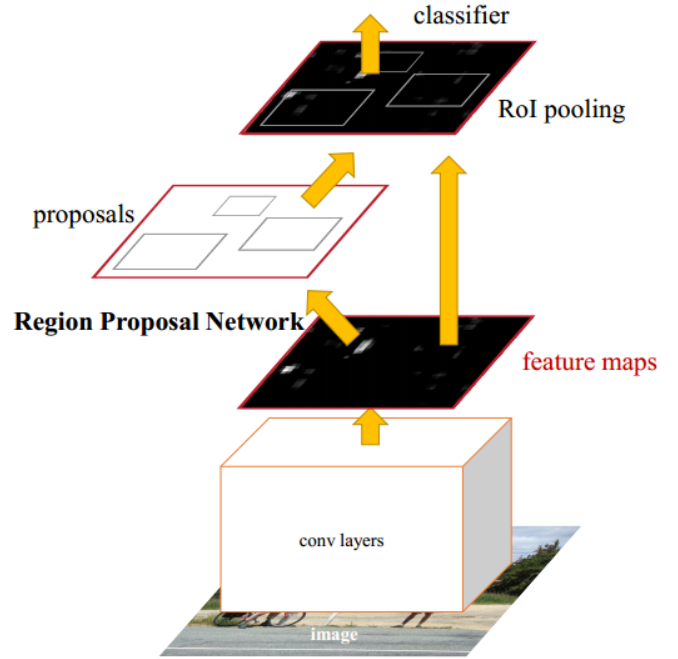 classifier
RoI pooling
proposals
Region Proposal Network
feature maps
conv layers
image